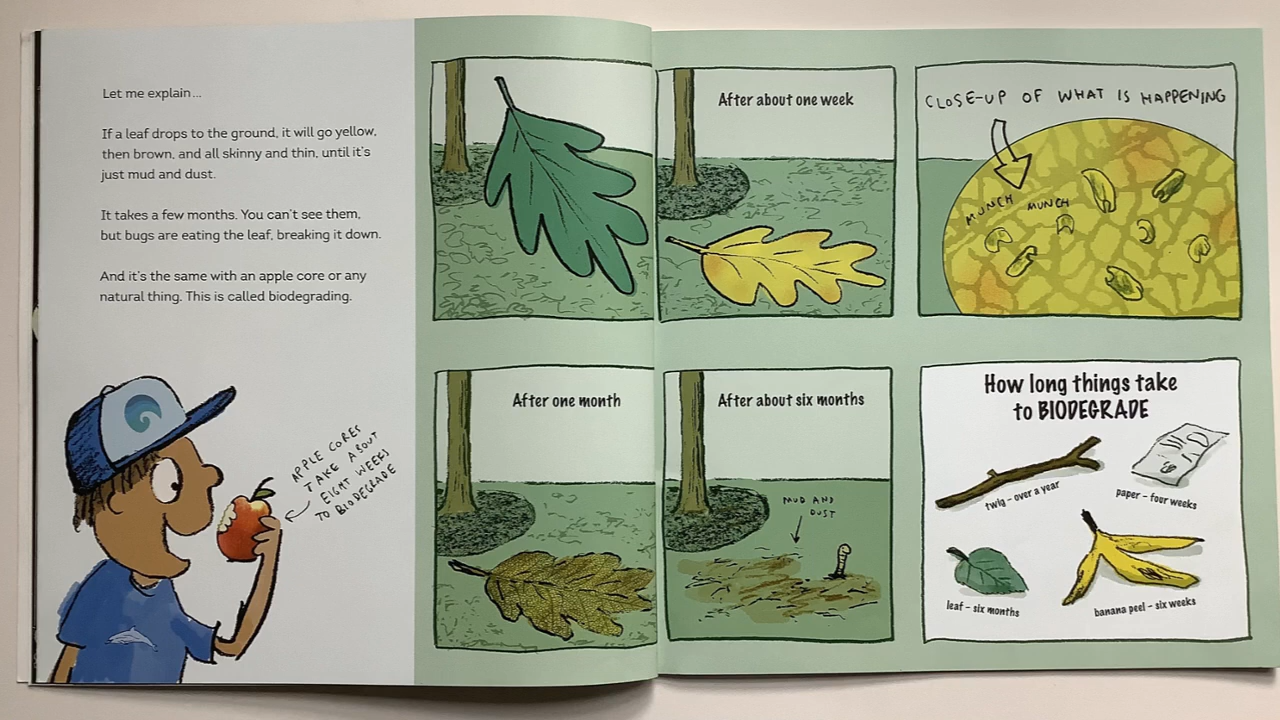 Let me explain...
If a leaf drops to the ground, it will go yellow,
then brown, and all skinny and thin, until it's
just mud and dust.
It takes a few months. You can't see them,
but bugs are eating the leaf, breaking it down.
And it's the same with an apple core or any
natural thing. This is called biodegrading.
APPLE CORES
TAKE ABOUT
EIGHT WEEKS
TO BIODEGRADE
After about one week
CLOSE-UP OF WHAT IS HAPPENING
MUNCH MUNCH
After one month
After about six months
MUD AND
DUST
How long things take
to BIODEGRADE
twig – over a year
paper – four weeks
leaf – six months
banana peel – six weeks